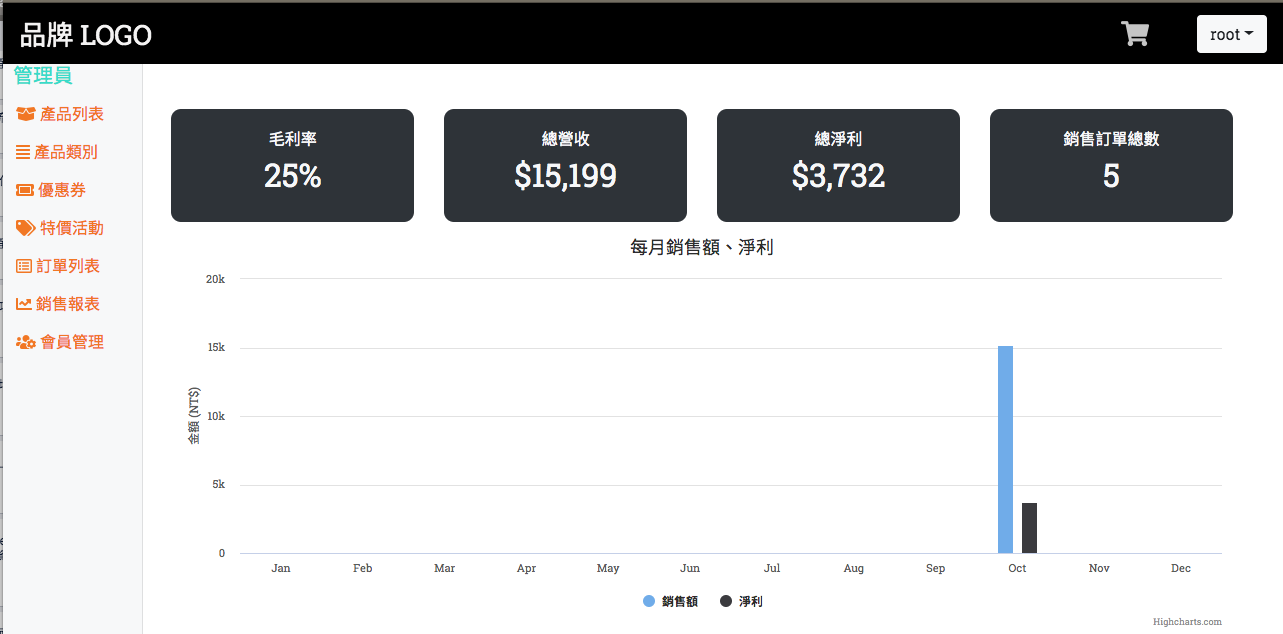 品牌 LOGO
root
管理員
產品列表
產品類別
優惠券
特價活動
訂單列表
銷售報表
會員管理
毛利率
25%
總營收
$15,199
總淨利
$3,732
銷售訂單總數
5
每月銷售額、淨利
金額 (NT$)
20k
15k
10k
5k
0
Jan Feb Mar Apr May Jun Jul Aug Sep Oct Nov Dec
銷售額 淨利
Highcharts.com